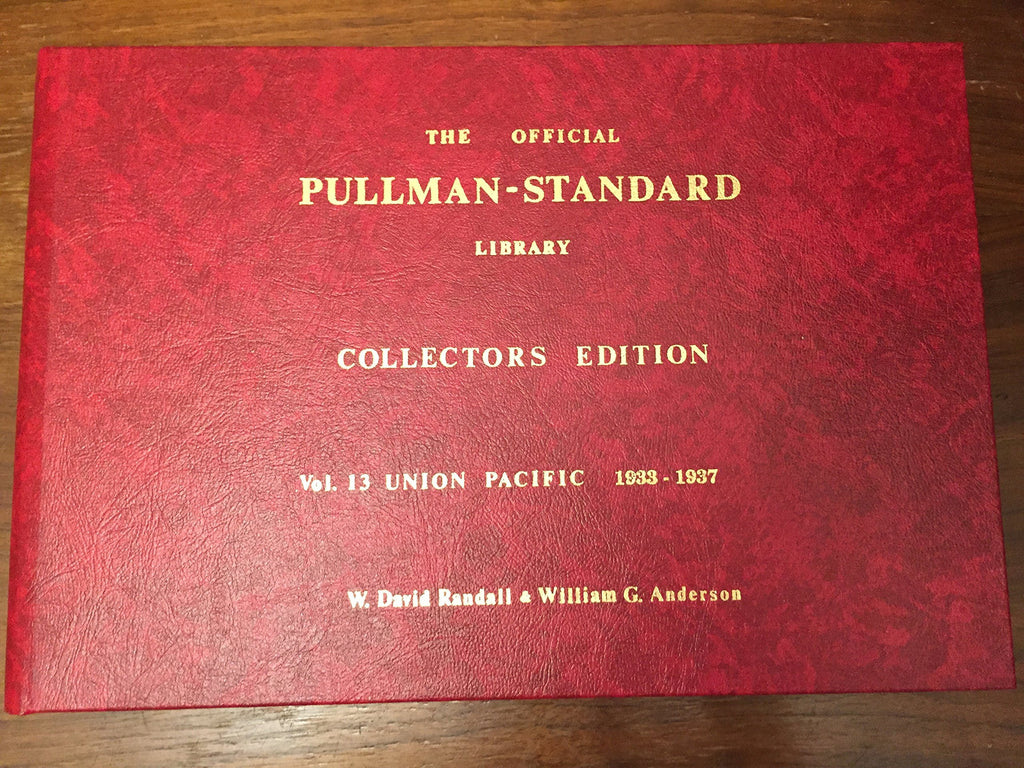 THE OFFICIAL
PULLMAN-STANDARD
LIBRARY
COLLECTORS EDITION
Vol. 13 UNION PACIFIC 1933-1937
W. David Randall & William G. Anderson